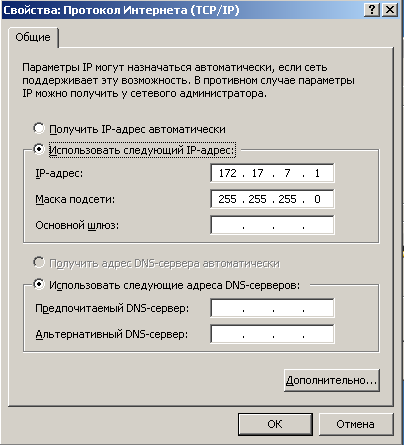 Свойства: Протокол Интернета (TCP/IP)
Общие
Параметры IP могут назначаться автоматически, если сеть
поддерживает эту возможность. В противном случае параметры
IP можно получить у сетевого администратора.
Получить IP-адрес автоматически
Использовать следующий IP-адрес:
IP-адрес: 172 . 17 . 7 . 1
Маска подсети: 255 . 255 . 255 . 0
Основной шлюз: . . .
Получить адрес DNS-сервера автоматически
Использовать следующие адреса DNS-серверов:
Предпочитаемый DNS-сервер: . . .
Альтернативный DNS-сервер: . . .
Дополнительно...
OK Отмена